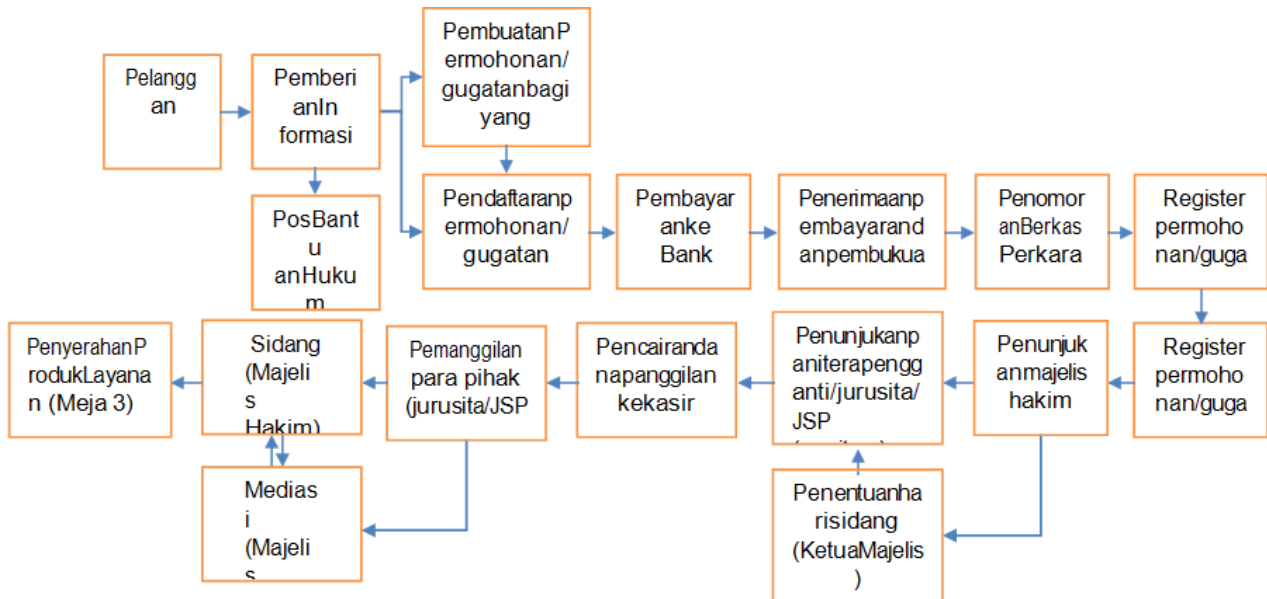 Pelangg
an
Pemberi
anIn
formasi
PembuatanP
ermohonan/
gugatanbagi
yang
PosBant
u
anHuku
m
Pendaftaranp
ermohonan/
gugatan
Pembayar
anke
Bank
Penerimaanp
embayarand
anpembukua
Penomor
anBerkas
Perkara
Register
permoho
nan/guga
Register
permoho
nan/guga
Penunjuk
anmajelis
hakim
Penunjukanp
aniterapengg
anti/jurusita/
JSP
Penentuanha
risidang
(KetuaMajelis
)
Pencairanda
napanggilan
kekasir
Pemanggilan
para pihak
(jurusita/JSP
Sidang
(Majeli
s
Hakim)
Medias
i
(Majeli
s
PenyerahanP
rodukLayana
n (Meja 3)